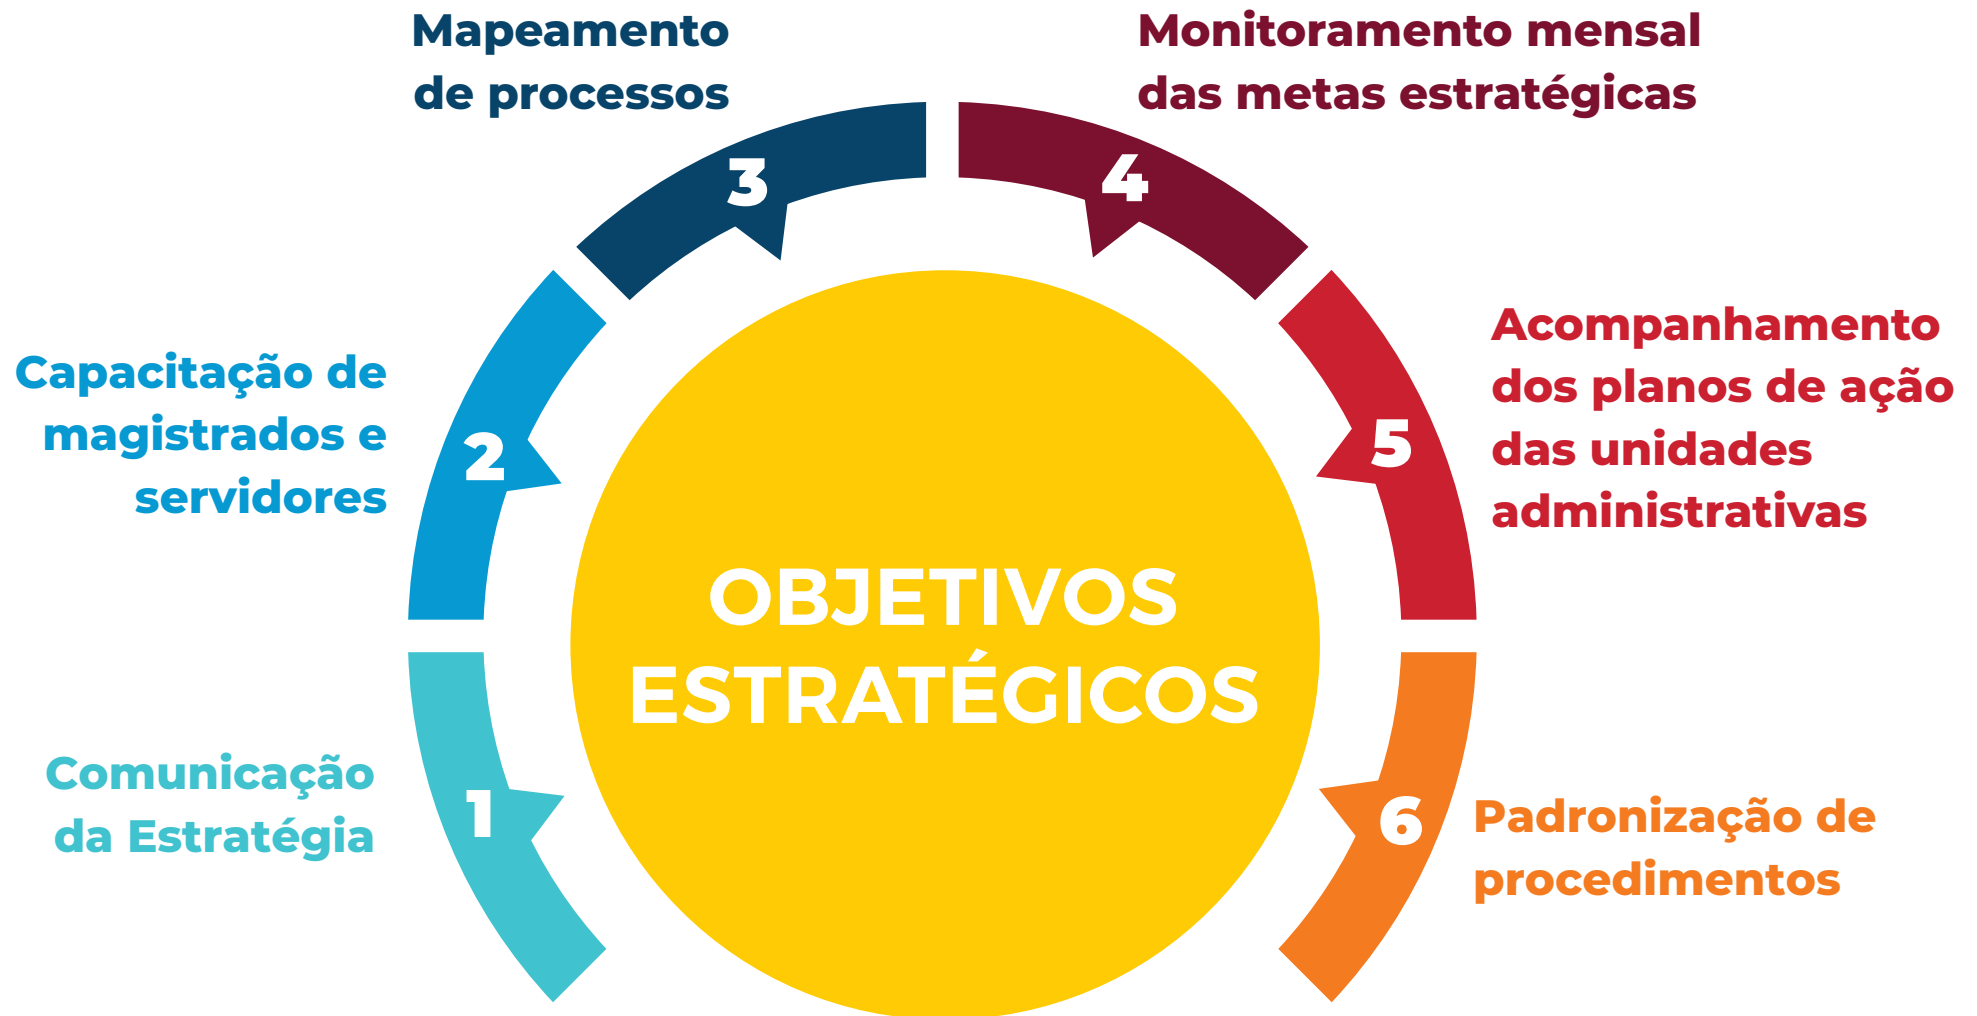 Mapeamento
de processos
3
Monitoramento mensal
das metas estratégicas
4
Capacitação de
magistrados e
servidores
2
Acompanhamento
dos planos de ação
das unidades
administrativas
5
OBJETIVOS
ESTRATÉGICOS
Comunicação
da Estratégia
1
Padronização de
procedimentos
6